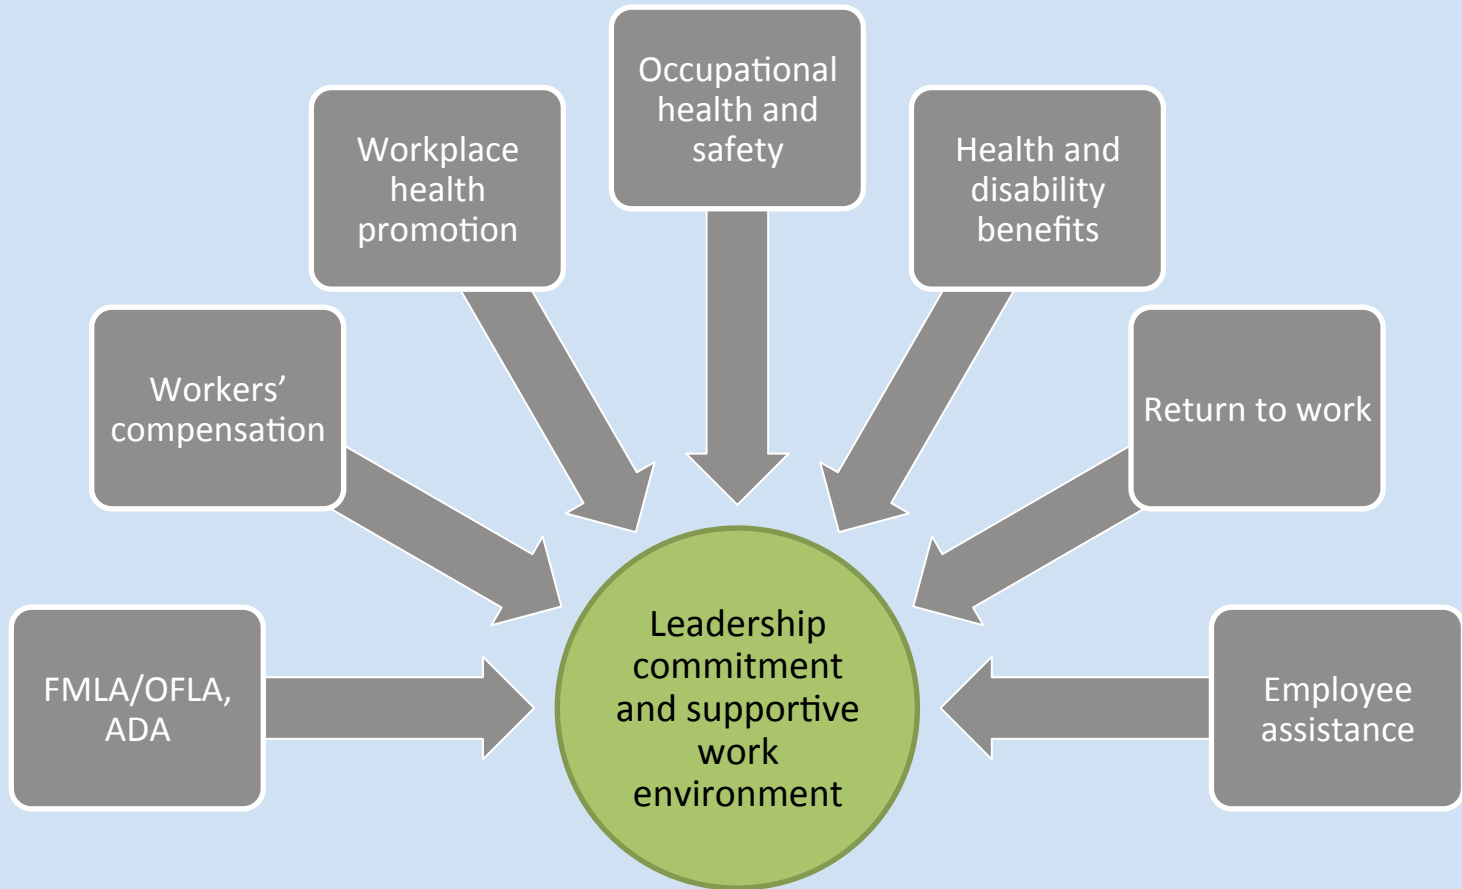 Occupational
health and
safety
Workplace
health
promotion
Health and
disability
benefits
Workers’
compensation
Return to work
FMLA/OFLA,
ADA
Leadership
commitment
and supportive
work
environment
Employee
assistance